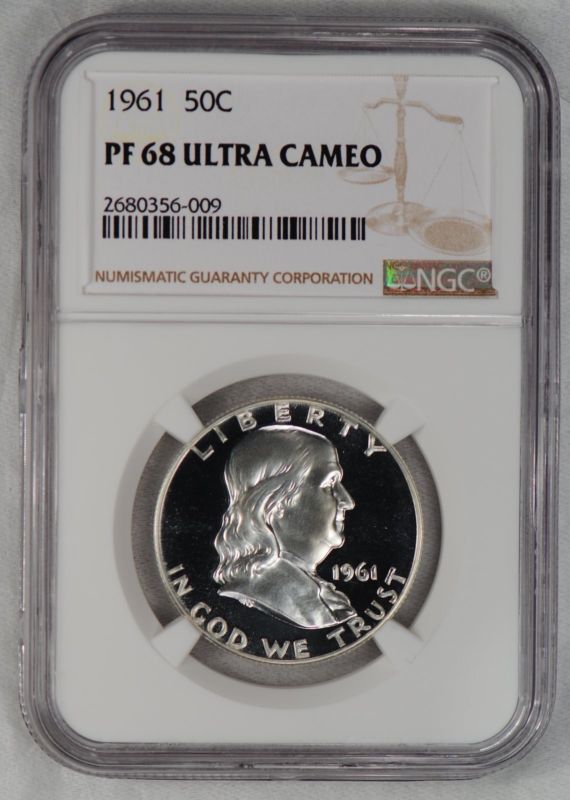 1961 50C
PF 68 ULTRA CAMEO
2680356-009
NUMISMATIC GUARANTY CORPORATION
NGC®
LIBERTY
1961
IN GOD WE TRUST